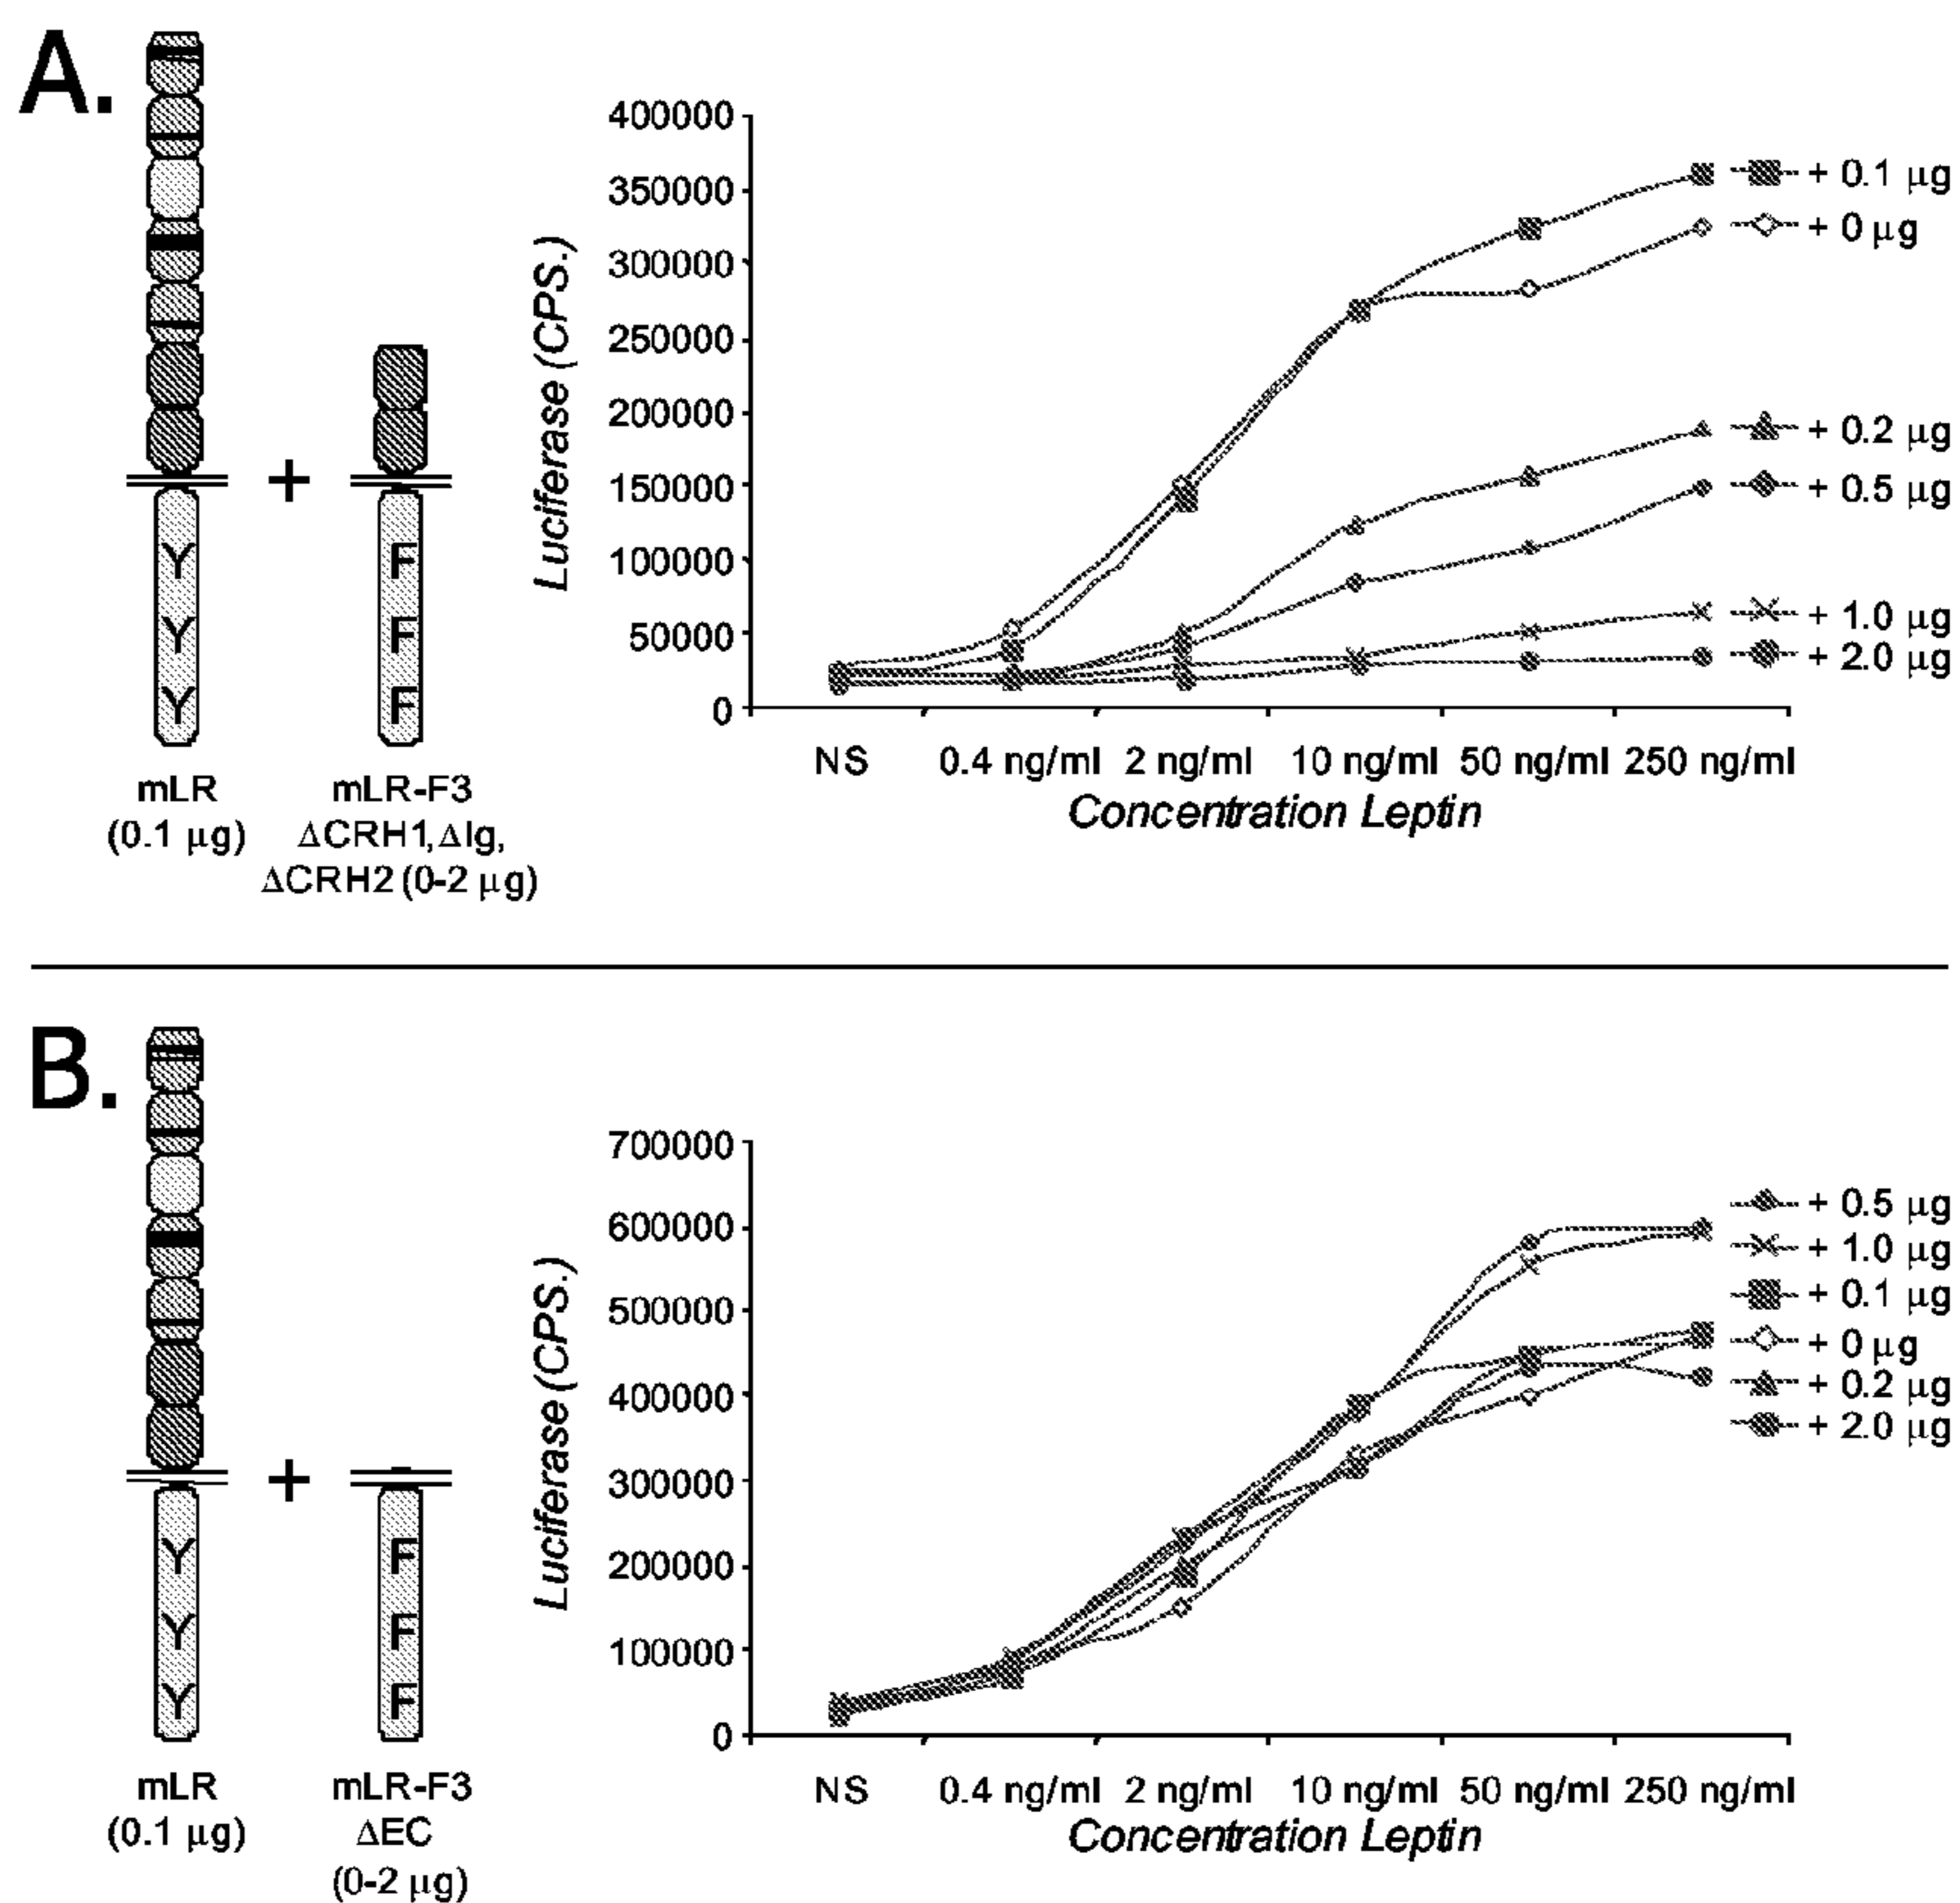 A.
400000
350000
300000
250000
200000
150000
100000
50000
0
Luciferase (CPS.)
+ 0.1 µg
+ 0 µg
+ 0.2 µg
+ 0.5 µg
+ 1.0 µg
+ 2.0 µg
+
Y
Y
Y
F
F
F
NS 0.4 ng/ml 2 ng/ml 10 ng/ml 50 ng/ml 250 ng/ml
Concentration Leptin
mLR
(0.1 µg)
mLR-F3
ΔCRH1, ΔIg,
ΔCRH2 (0-2 µg)
B.
700000
600000
500000
400000
300000
200000
100000
0
Luciferase (CPS.)
+ 0.5 µg
+ 1.0 µg
+ 0.1 µg
+ 0 µg
+ 0.2 µg
+ 2.0 µg
+
Y
Y
Y
F
F
F
NS 0.4 ng/ml 2 ng/ml 10 ng/ml 50 ng/ml 250 ng/ml
Concentration Leptin
mLR
(0.1 µg)
mLR-F3
ΔEC
(0-2 µg)